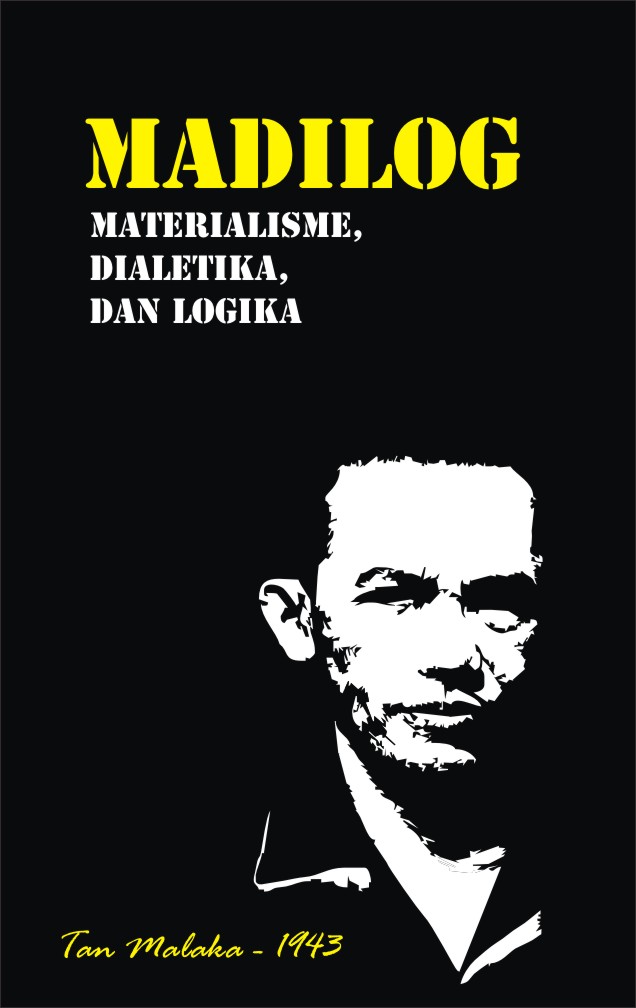 MADILOG
MATERIALISME,
DIALETIKA,
DAN LOGIKA
Tan Malaka - 1943